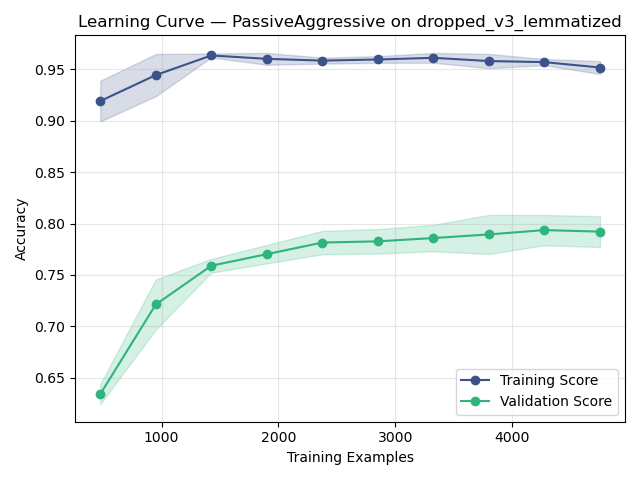 Learning Curve — PassiveAggressive on dropped_v3_lemmatized
0.95
0.90
0.85
0.80
0.75
0.70
0.65
Accuracy
1000
2000
3000
4000
Training Examples
Training Score
Validation Score